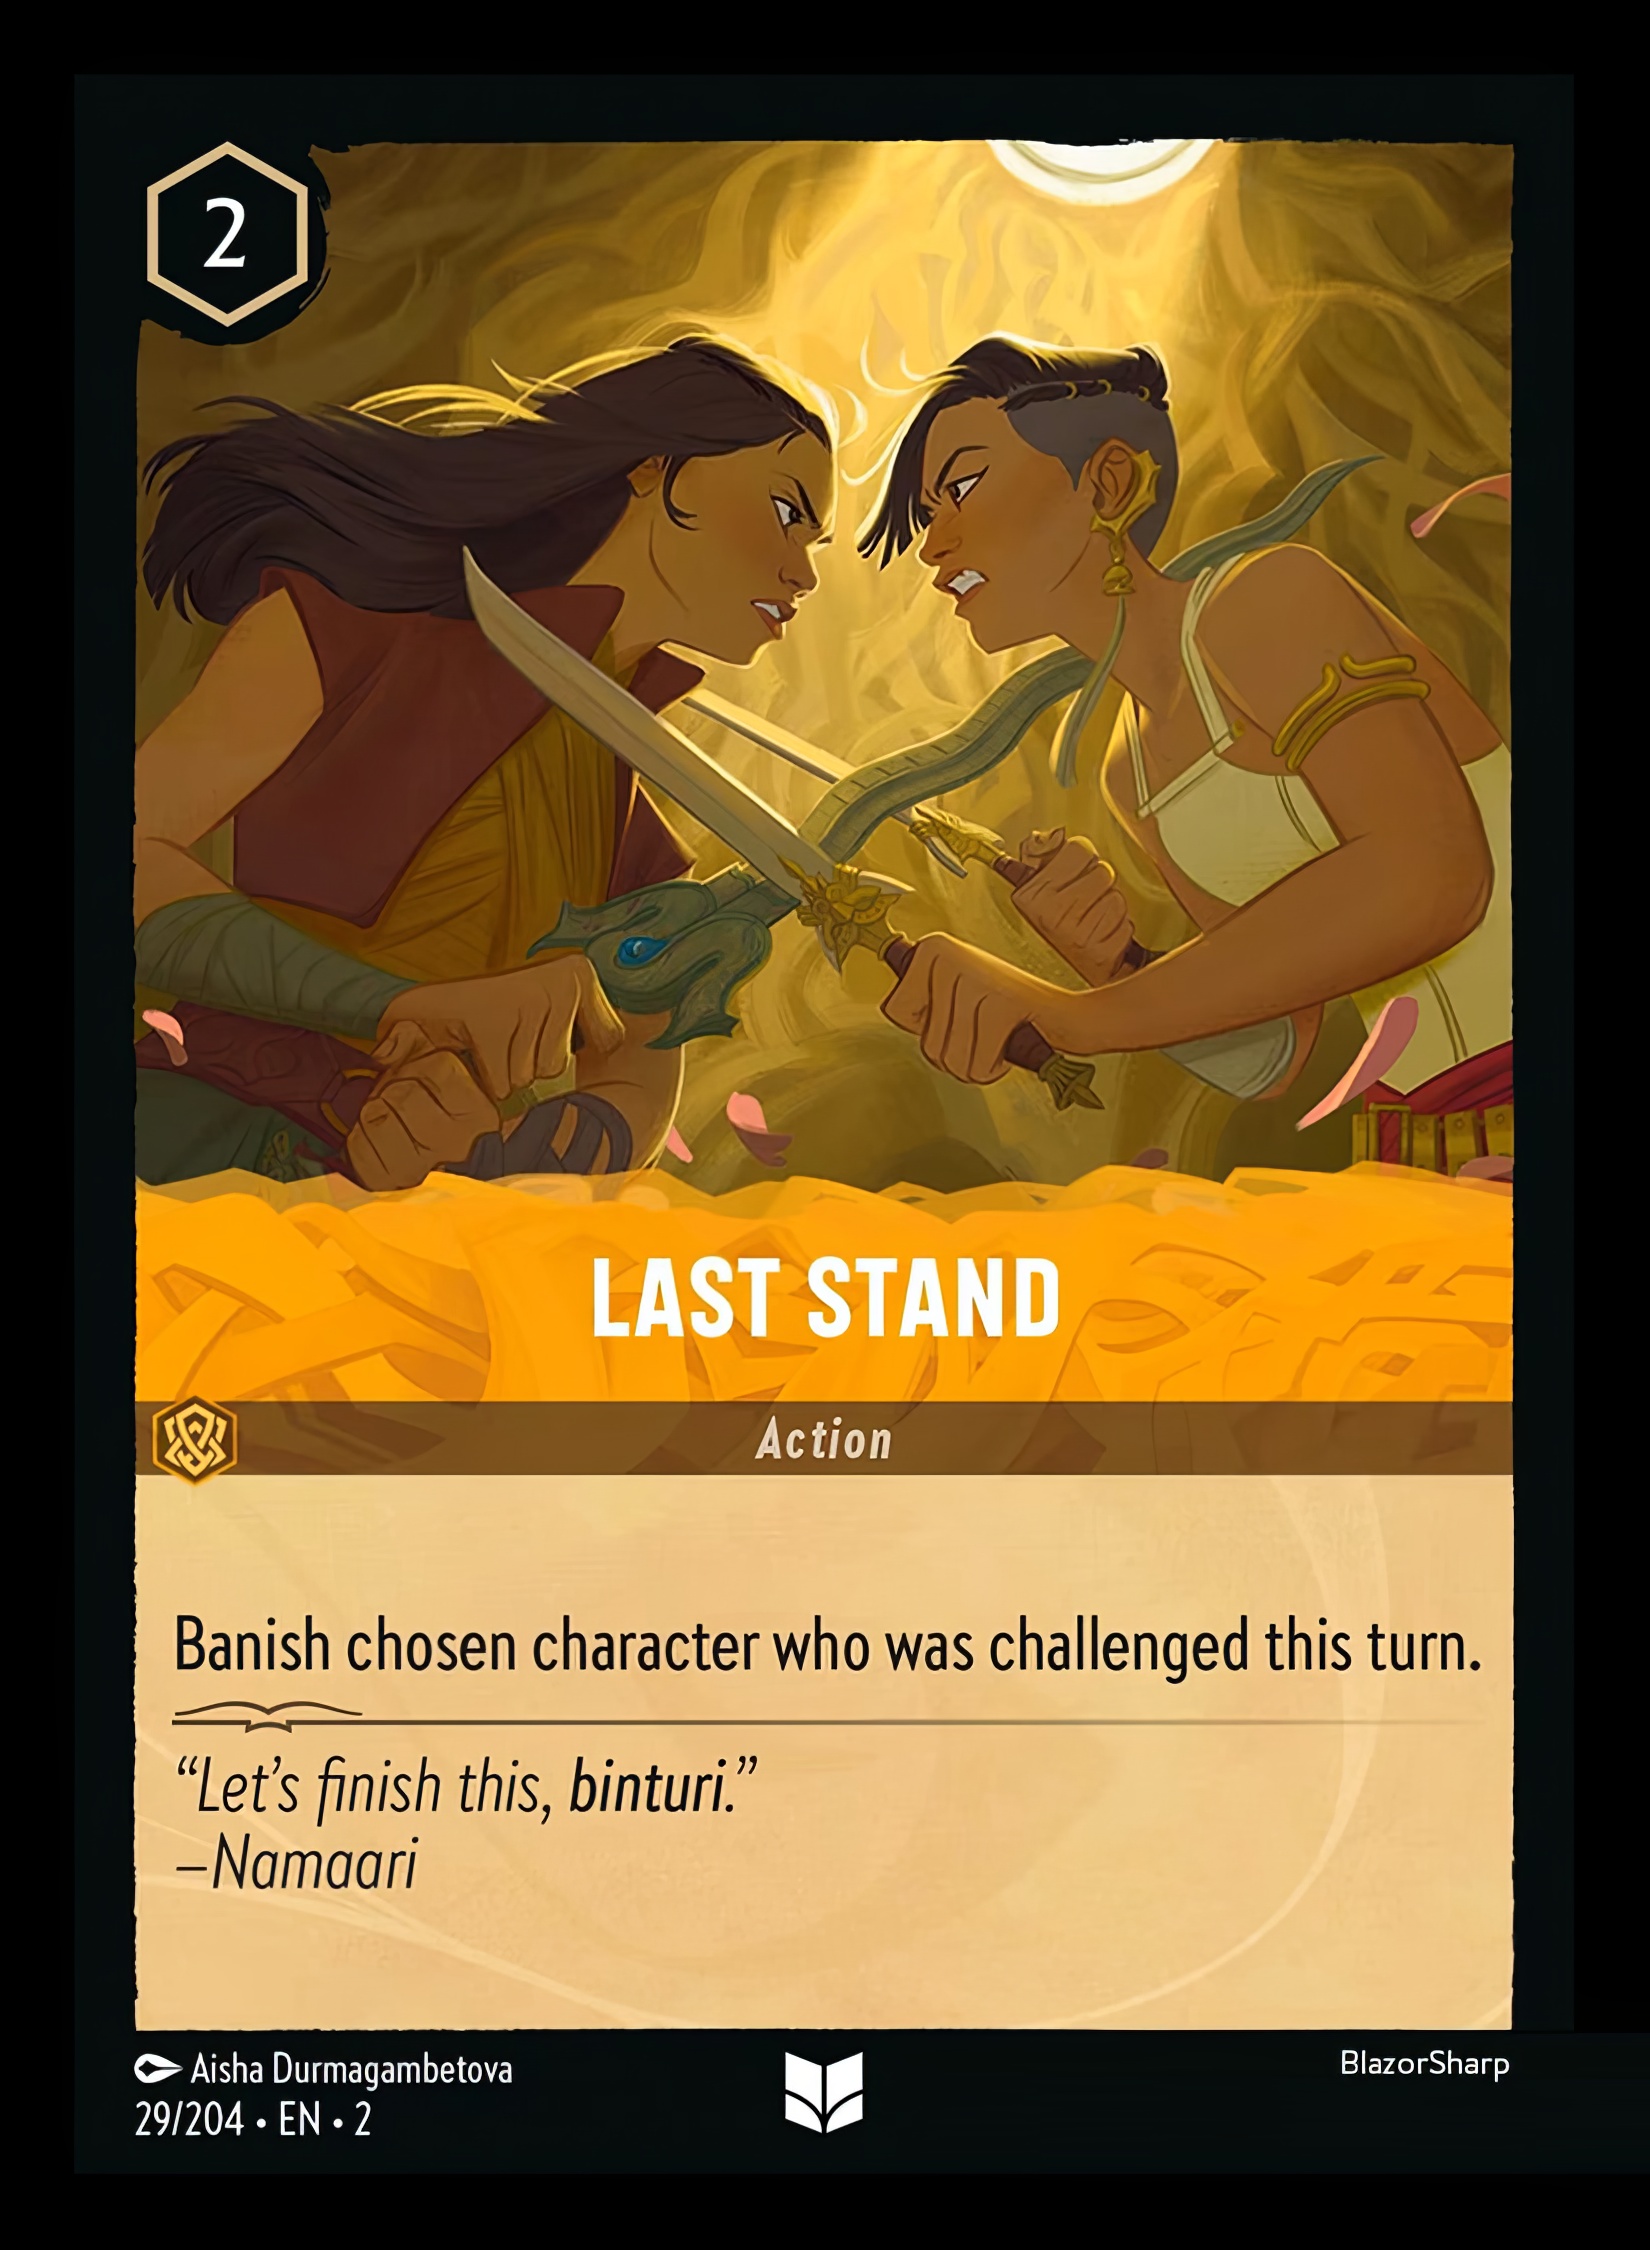 2
LAST STAND
Action
Banish chosen character who was challenged this turn.
“Let’s finish this, binturi.”
–Namaari
Aisha Durmagambetova
BlazorSharp
29/204 • EN • 2